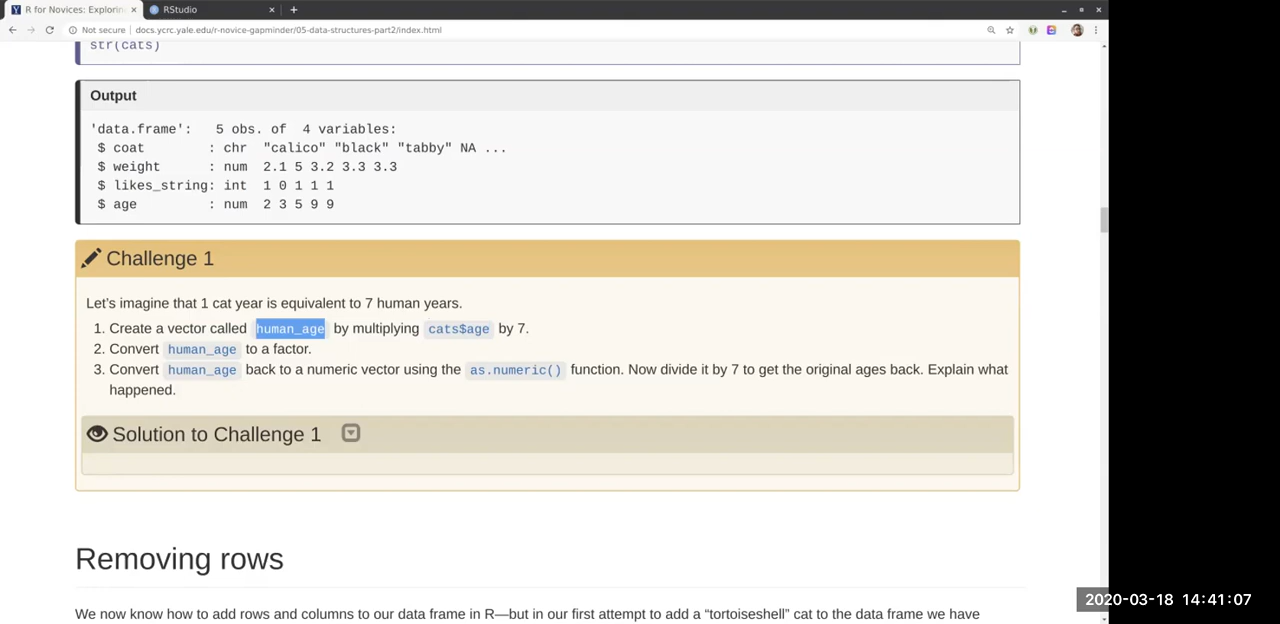 R for Novices: Explorin
RStudio
Not secure
docs.ycrc.yale.edu/r-novice-gapminder/05-data-structures-part2/index.html
str(cats)
Output
'data.frame':   5 obs. of  4 variables:
 $ coat        : chr  "calico" "black" "tabby" NA ...
 $ weight      : num  2.1 5 3.2 3.3 3.3
 $ likes_string: int  1 0 1 1 1
 $ age         : num  2 3 5 9 9
Challenge 1
Let’s imagine that 1 cat year is equivalent to 7 human years.
1. Create a vector called human_age by multiplying cats$age by 7.
2. Convert human_age to a factor.
3. Convert human_age back to a numeric vector using the as.numeric() function. Now divide it by 7 to get the original ages back. Explain what
happened.
Solution to Challenge 1
Removing rows
We now know how to add rows and columns to our data frame in R—but in our first attempt to add a “tortoiseshell” cat to the data frame we have
2020-03-18 14:41:07